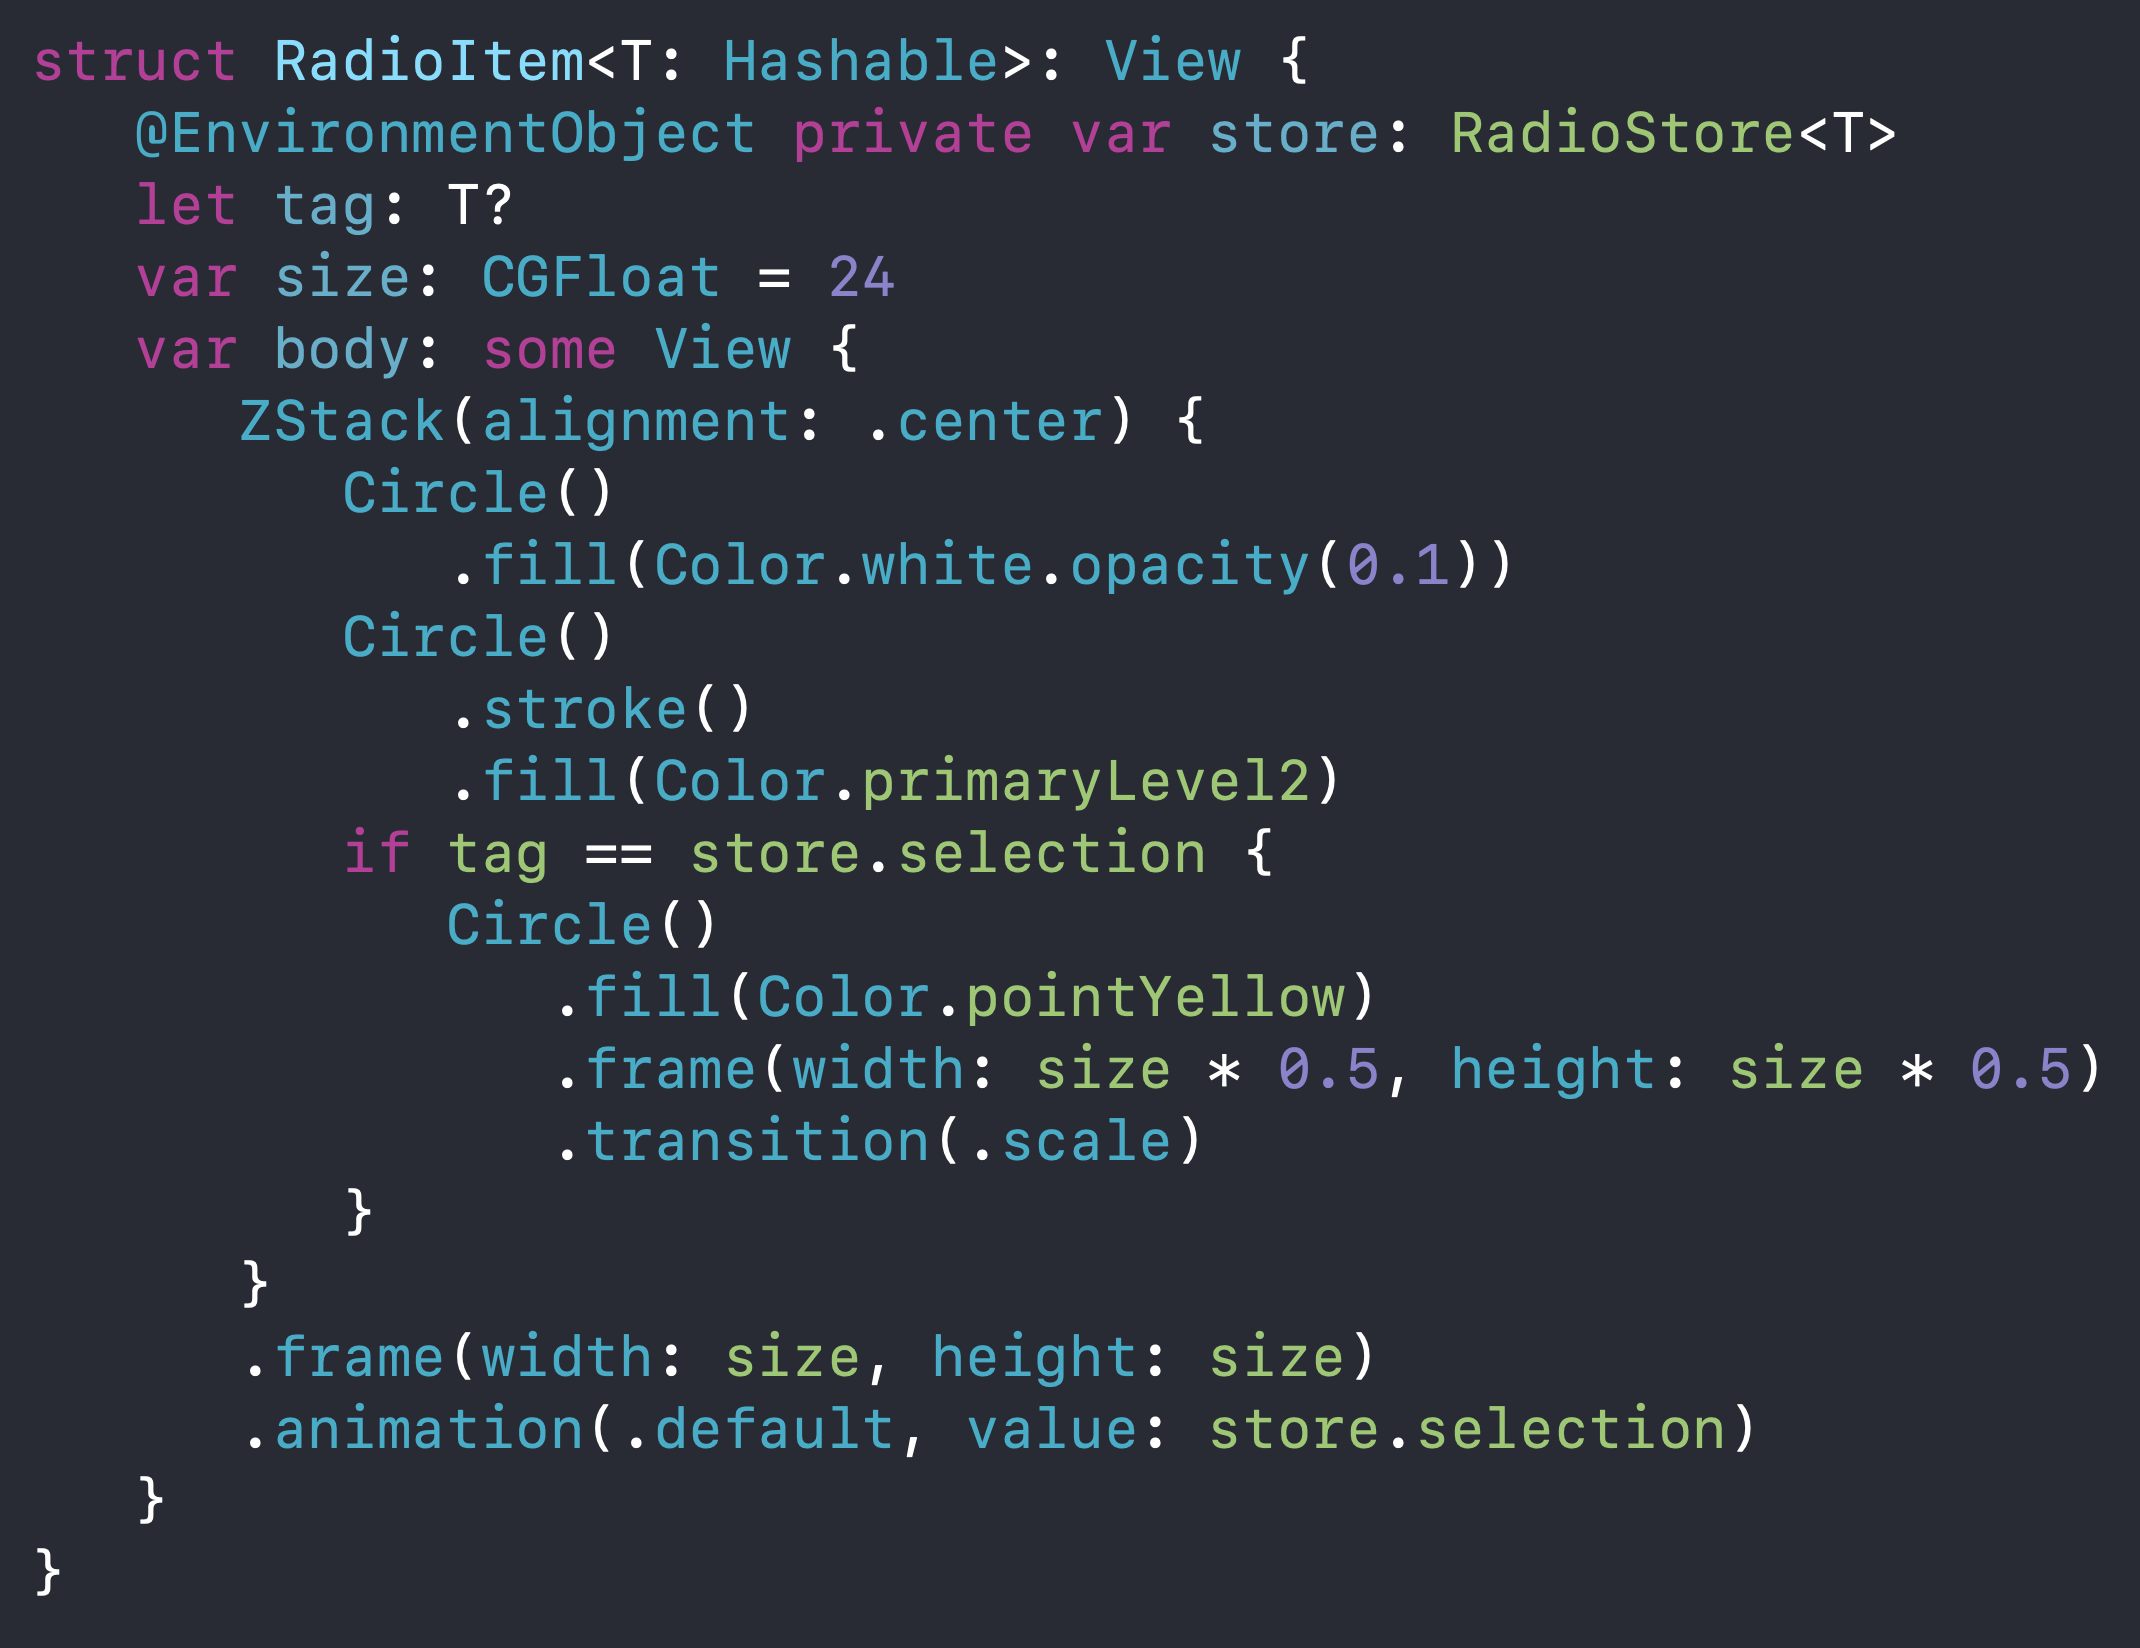 struct RadioItem<T: Hashable>: View {
   @EnvironmentObject private var store: RadioStore<T>
   let tag: T?
   var size: CGFloat = 24
   var body: some View {
      ZStack(alignment: .center) {
         Circle()
            .fill(Color.white.opacity(0.1))
         Circle()
            .stroke()
            .fill(Color.primaryLevel2)
         if tag == store.selection {
            Circle()
               .fill(Color.pointYellow)
               .frame(width: size * 0.5, height: size * 0.5)
               .transition(.scale)
         }
      }
      .frame(width: size, height: size)
      .animation(.default, value: store.selection)
   }
}